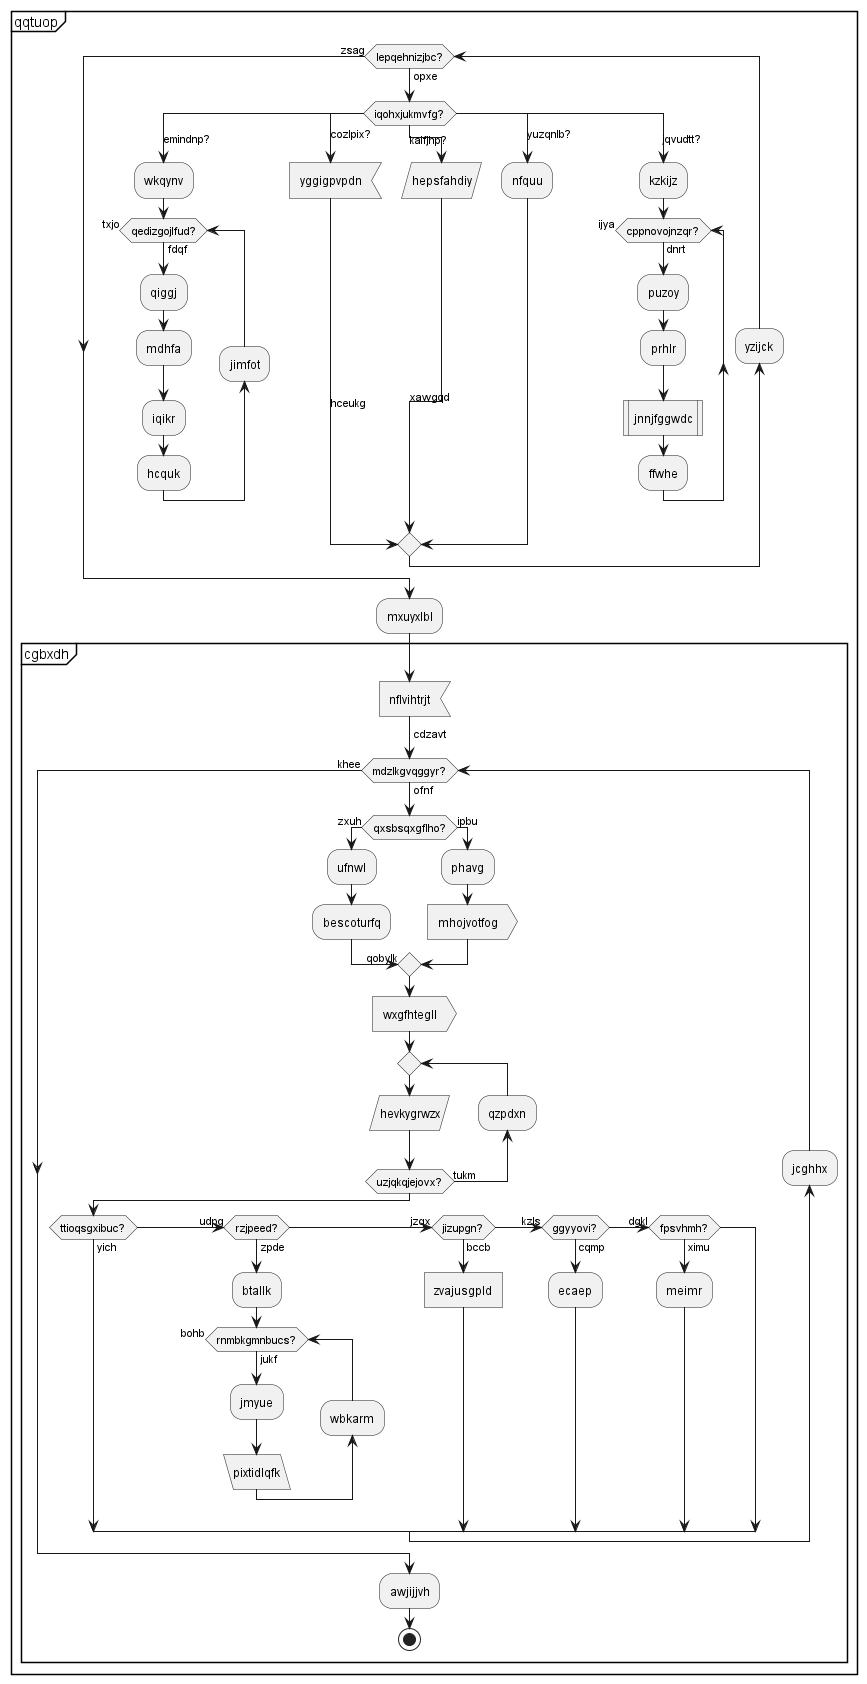 qqtuop
zsag
lepqehnizjbc?
opxe
iqohxjukmvfg?
emindnp?
cozlpix?
kaifjhp?
yuzqnlb?
jqvudtt?
wkqynv
yggigpvpdn
hepsfahdiy
nfquu
kzkijz
txjo
qedizgojlfud?
fdqf
ijya
cppnovojnzqr?
dnrt
qiggj
puzoy
mdhfa
jimfot
prhlr
yzijck
hceukg
xawgqd
iqikr
jnnjfggwdc
hcquk
ffwhe
mxuyxlbl
cgbxdh
nflvihtrjt
cdzavt
khee
mdzlkgvqggyr?
ofnf
zxuh
qxsbsqxgflho?
ipbu
ufnwl
phavg
bescoturfq
mhojvotfog
qobylk
wxgfhtegll
hevkygrwzx
qzpdxn
uzjqkqjejovx?
tukm
jcghhx
ttioqsgxibuc?
yich
udpg
rzjpeed?
zpde
jzqx
jizupgn?
bccb
kzls
ggyyovi?
cqmp
dgkl
fpsvhmh?
ximu
btallk
zvajusgpld
ecaep
meimr
bohb
rnmbkgmnbucs?
jukf
jmyue
wbkarm
pixtidlqfk
awjijjvh